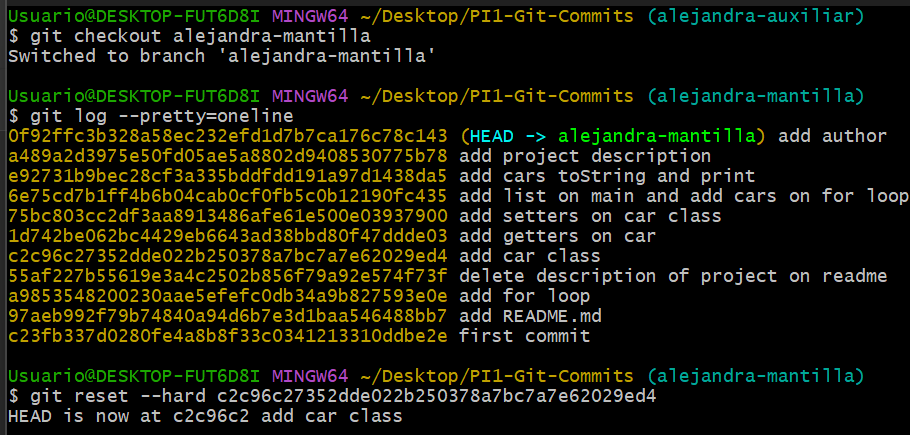 Usuario@DESKTOP-FUT6D8I MINGW64 ~/Desktop/PI1-Git-Commits (alejandra-auxiliar)
$ git checkout alejandra-mantilla
Switched to branch 'alejandra-mantilla'
Usuario@DESKTOP-FUT6D8I MINGW64 ~/Desktop/PI1-Git-Commits (alejandra-mantilla)
$ git log --pretty=oneline
0f92ffc3b328a58ec232efd1d7b7ca176c78c143 (HEAD -> alejandra-mantilla) add author
a489a2d3975e50fd05ae5a8802d9408530775b78 add project description
e92731b9bec28cf3a335bddfdd191a97d1438da5 add cars toString and print
6e75cd7b1ff4b6b04cab0cf0fb5c0b12190fc435 add list on main and add cars on for loop
75bc803cc2df3aa8913486afe61e500e03937900 add setters on car class
1d742be062bc4429eb6643ad38bbd80f47ddde03 add getters on car
c2c96c27352dde022b250378a7bc7a7e62029ed4 add car class
55af227b55619e3a4c2502b856f79a92e574f73f delete description of project on readme
a9853548200230aae5efefc0db34a9b827593e0e add for loop
97aeb992f79b74840a94d6b7e3d1baa546488bb7 add README.md
c23fb337d0280fe4a8b8f33c0341213310ddbe2e first commit
Usuario@DESKTOP-FUT6D8I MINGW64 ~/Desktop/PI1-Git-Commits (alejandra-mantilla)
$ git reset --hard c2c96c27352dde022b250378a7bc7a7e62029ed4
HEAD is now at c2c96c2 add car class